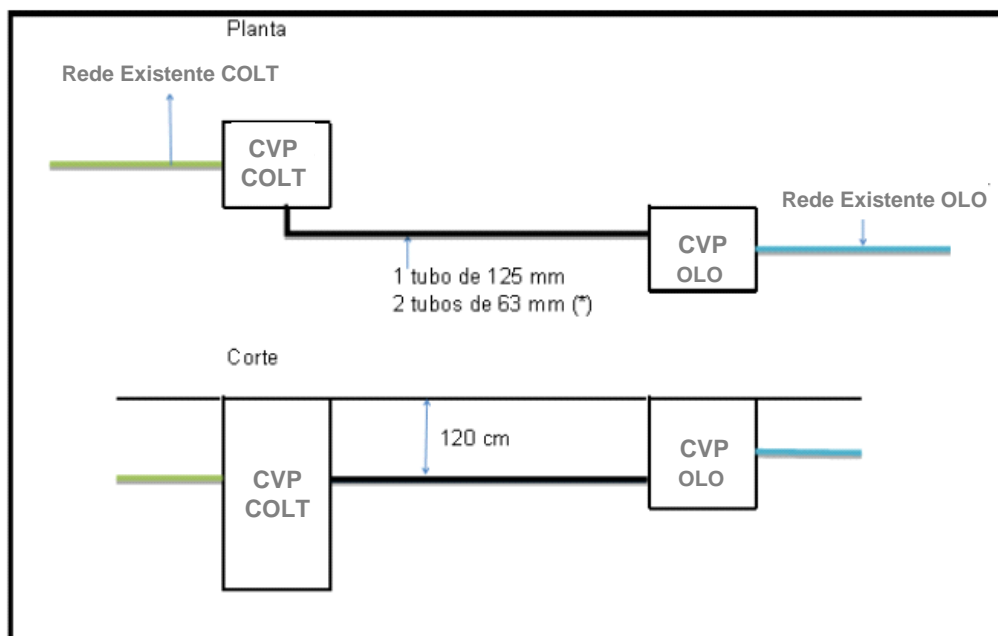 Planta
Rede Existente COLT
CVP
COLT
Rede Existente OLO
CVP
OLO
1 tubo de 125 mm
2 tubos de 63 mm (*)
Corte
120 cm
CVP
OLO
CVP
COLT